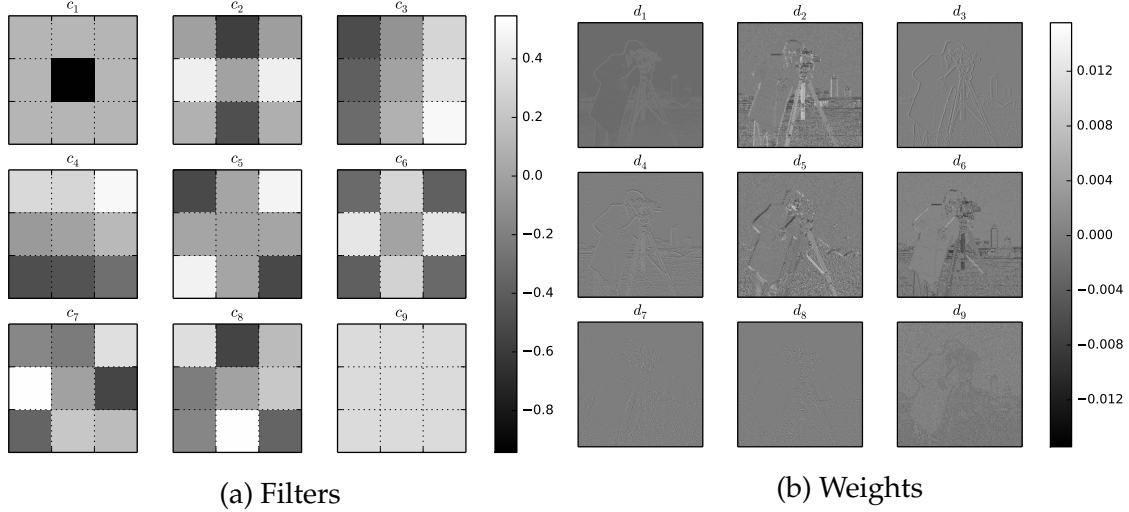 c1 c2 c3
c4 c5 c6
c7 c8 c9
0.4
0.2
0.0
−0.2
−0.4
−0.6
−0.8
(a) Filters
d1 d2 d3
d4 d5 d6
d7 d8 d9
0.012
0.008
0.004
0.000
−0.004
−0.008
−0.012
(b) Weights